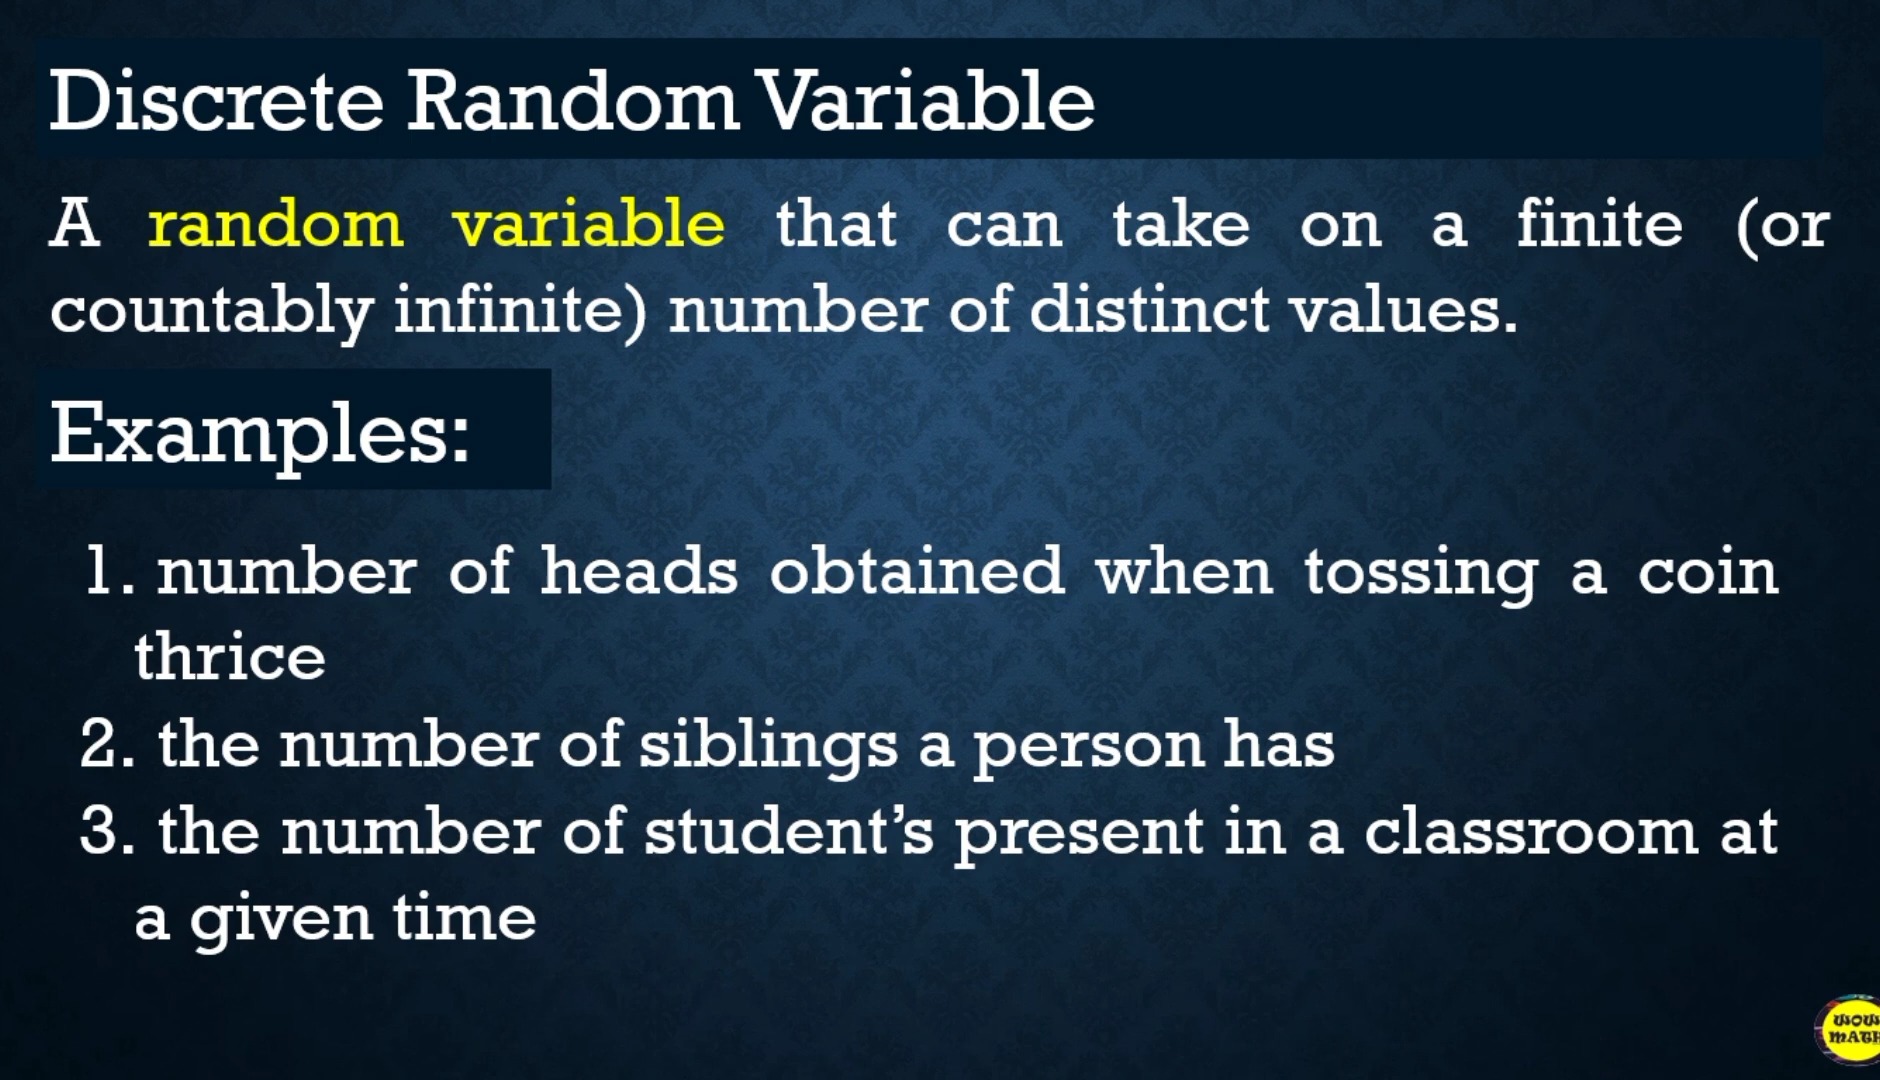 Discrete Random Variable
A random variable that can take on a finite (or
countably infinite) number of distinct values.
Examples:
1. number of heads obtained when tossing a coin
thrice
2. the number of siblings a person has
3. the number of student’s present in a classroom at
a given time
WOW
MATH